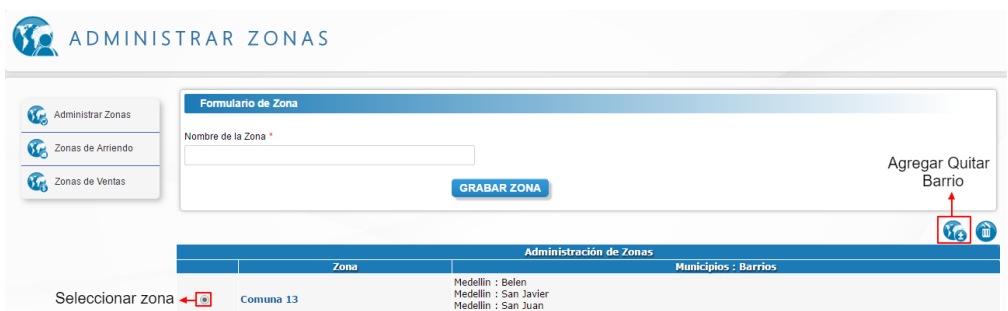 ADMINISTRAR ZONAS
Administrar Zonas
Zonas de Arriendo
Zonas de Ventas
Formulario de Zona
Nombre de la Zona *
GRABAR ZONA
Agregar Quitar
Barrio
Administración de Zonas
Zona Municipios : Barrios
Seleccionar zona
Comuna 13
Medellin : Belen
Medellin : San Javier
Medellin : San Juan